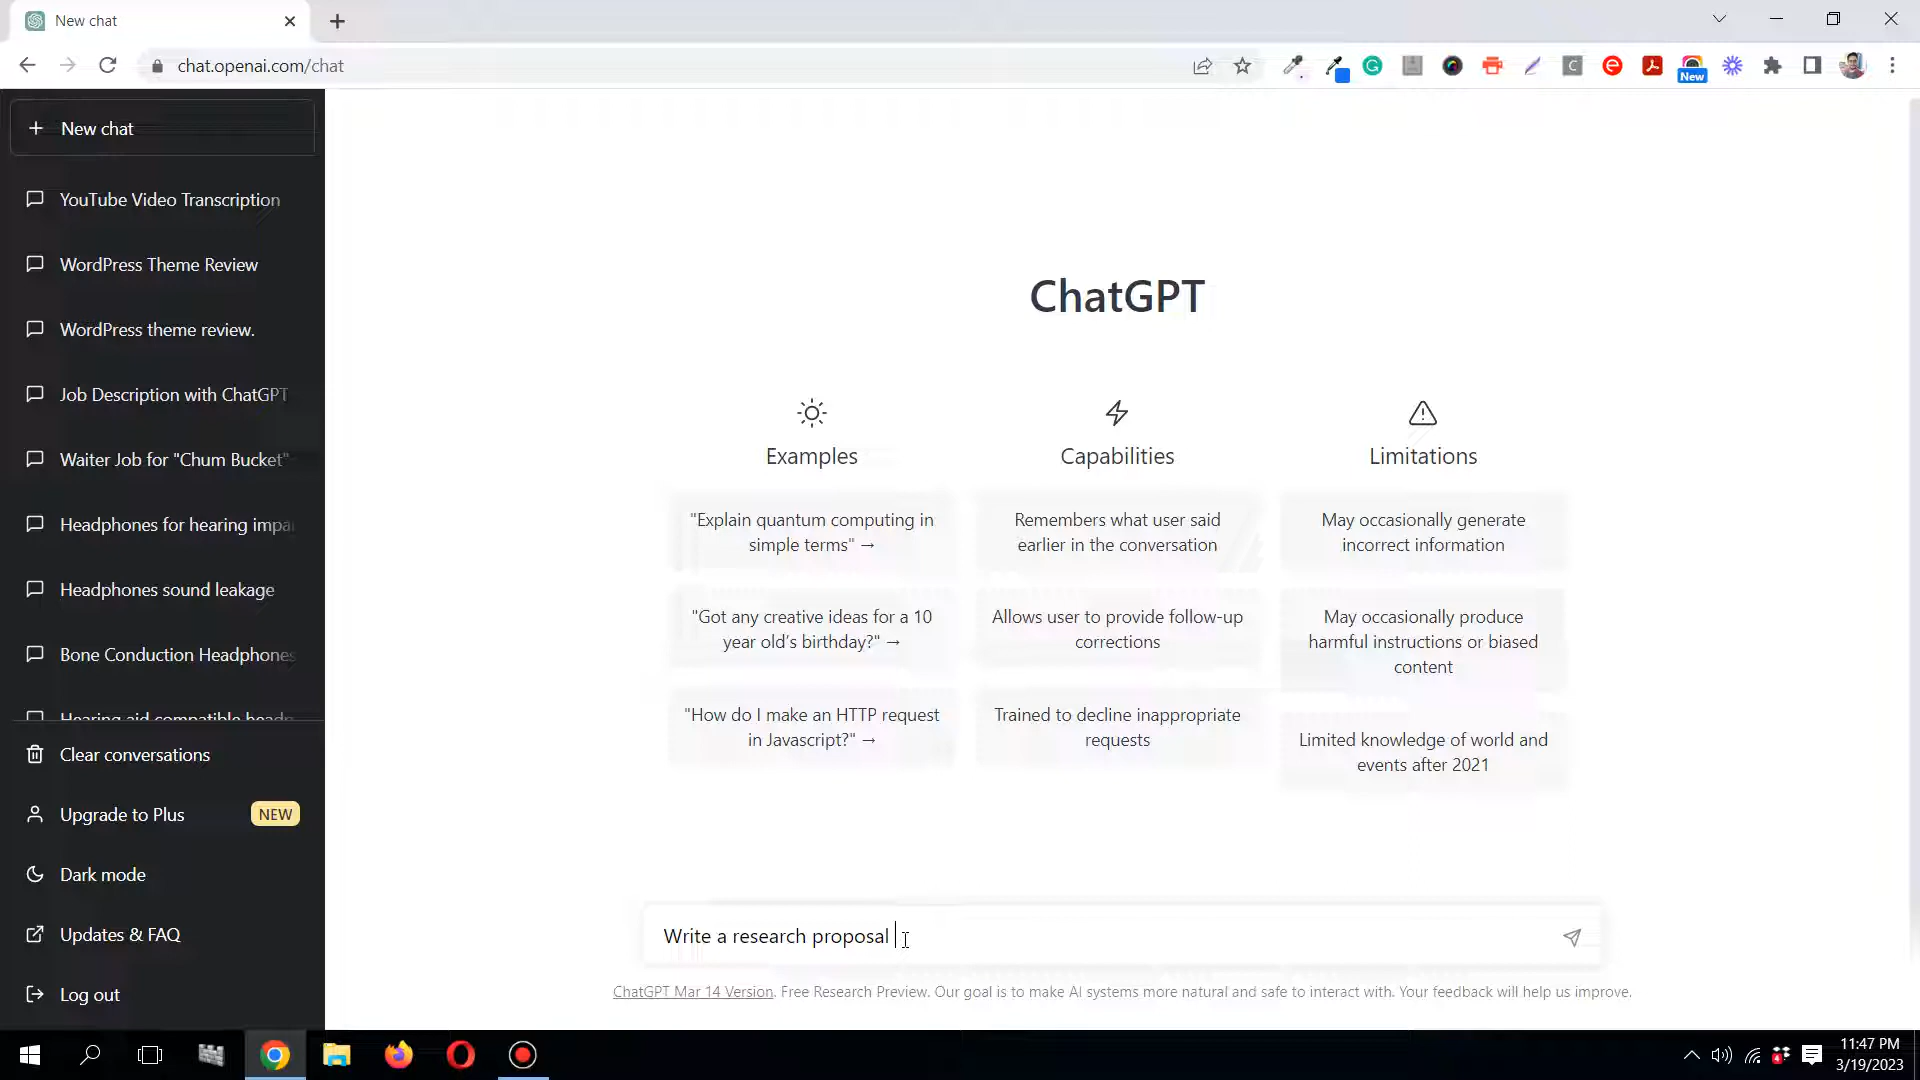 New chat
chat.openai.com/chat
New
New chat
YouTube Video Transcription
WordPress Theme Review
WordPress theme review.
Job Description with ChatGPT
Waiter Job for "Chum Bucket"
Headphones for hearing impa
Headphones sound leakage
Bone Conduction Headphones
Hearing aid compatible head
Clear conversations
Upgrade to Plus
NEW
Dark mode
Updates & FAQ
Log out
ChatGPT
Examples
"Explain quantum computing in
simple terms" →
"Got any creative ideas for a 10
year old's birthday?" →
"How do I make an HTTP request
in Javascript?" →
Capabilities
Remembers what user said
earlier in the conversation
Allows user to provide follow-up
corrections
Trained to decline inappropriate
requests
Limitations
May occasionally generate
incorrect information
May occasionally produce
harmful instructions or biased
content
Limited knowledge of world and
events after 2021
Write a research proposal
ChatGPT Mar 14 Version. Free Research Preview. Our goal is to make AI systems more natural and safe to interact with. Your feedback will help us improve.
11:47 PM
3/19/2023